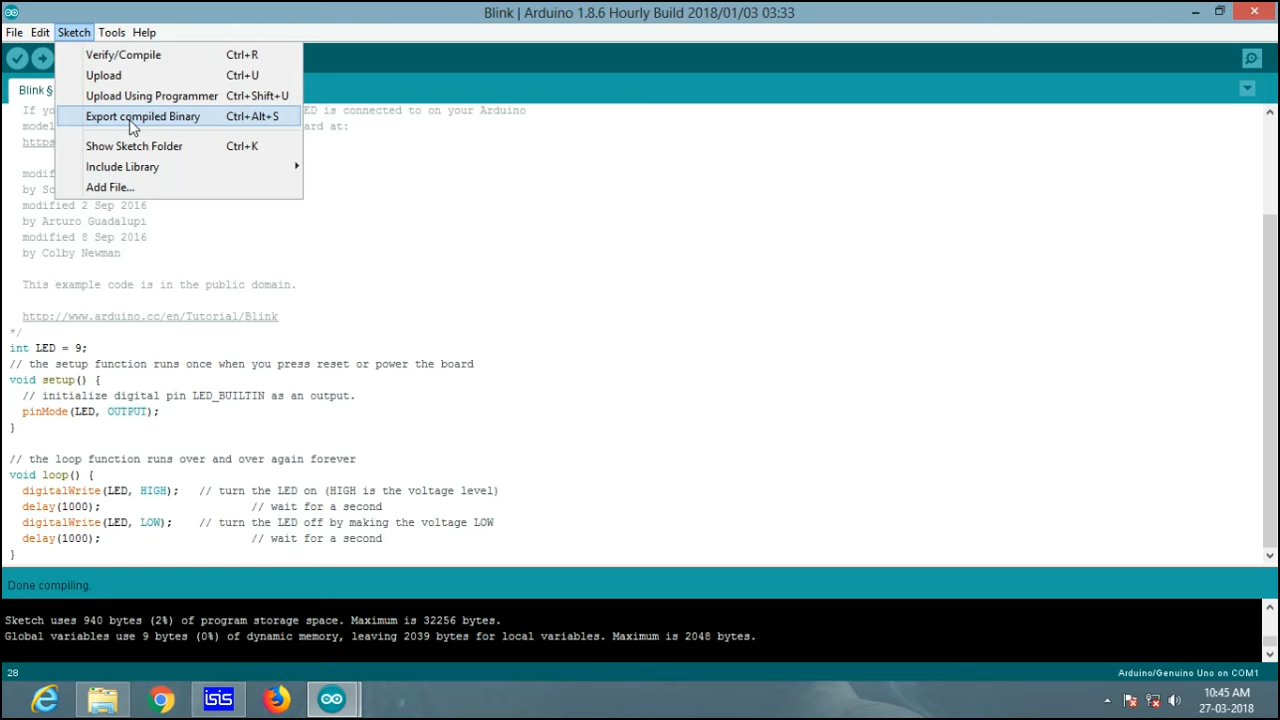 Blink | Arduino 1.8.6 Hourly Build 2018/01/03 03:33
File Edit Sketch Tools Help
Verify/Compile Ctrl+R
Upload Ctrl+U
Upload Using Programmer Ctrl+Shift+U
Export compiled Binary Ctrl+Alt+S
Show Sketch Folder Ctrl+K
Include Library
Add File...
Blink §
If yo ED is connected to on your Arduino
model ard at:
https
modif
by Sc
modified 2 Sep 2016
by Arturo Guadalupi
modified 8 Sep 2016
by Colby Newman
This example code is in the public domain.
http://www.arduino.cc/en/Tutorial/Blink
*/
int LED = 9;
// the setup function runs once when you press reset or power the board
void setup() {
// initialize digital pin LED_BUILTIN as an output.
pinMode(LED, OUTPUT);
}
// the loop function runs over and over again forever
void loop() {
digitalWrite(LED, HIGH); // turn the LED on (HIGH is the voltage level)
delay(1000); // wait for a second
digitalWrite(LED, LOW); // turn the LED off by making the voltage LOW
delay(1000); // wait for a second
}
Done compiling.
Sketch uses 940 bytes (2%) of program storage space. Maximum is 32256 bytes.
Global variables use 9 bytes (0%) of dynamic memory, leaving 2039 bytes for local variables. Maximum is 2048 bytes.
28 Arduino/Genuino Uno on COM1
isis
10:45 AM
27-03-2018